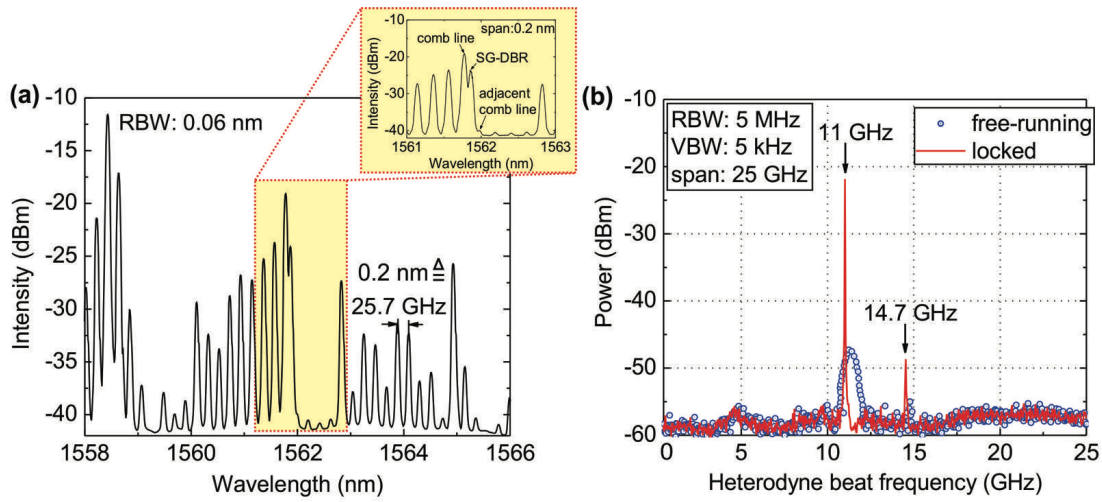 (a)
Intensity (dBm)
-10
-15
-20
-25
-30
-35
-40
RBW: 0.06 nm
0.2 nm ≙
25.7 GHz
1558
1560
1562
1564
1566
Wavelength (nm)
Intensity (dBm)
-10
-20
-30
-40
span:0.2 nm
comb line
SG-DBR
adjacent
comb line
1561
1562
1563
Wavelength (nm)
(b)
Power (dBm)
-10
-20
-30
-40
-50
-60
RBW: 5 MHz
VBW: 5 kHz
span: 25 GHz
free-running
locked
11 GHz
14.7 GHz
0
5
10
15
20
25
Heterodyne beat frequency (GHz)